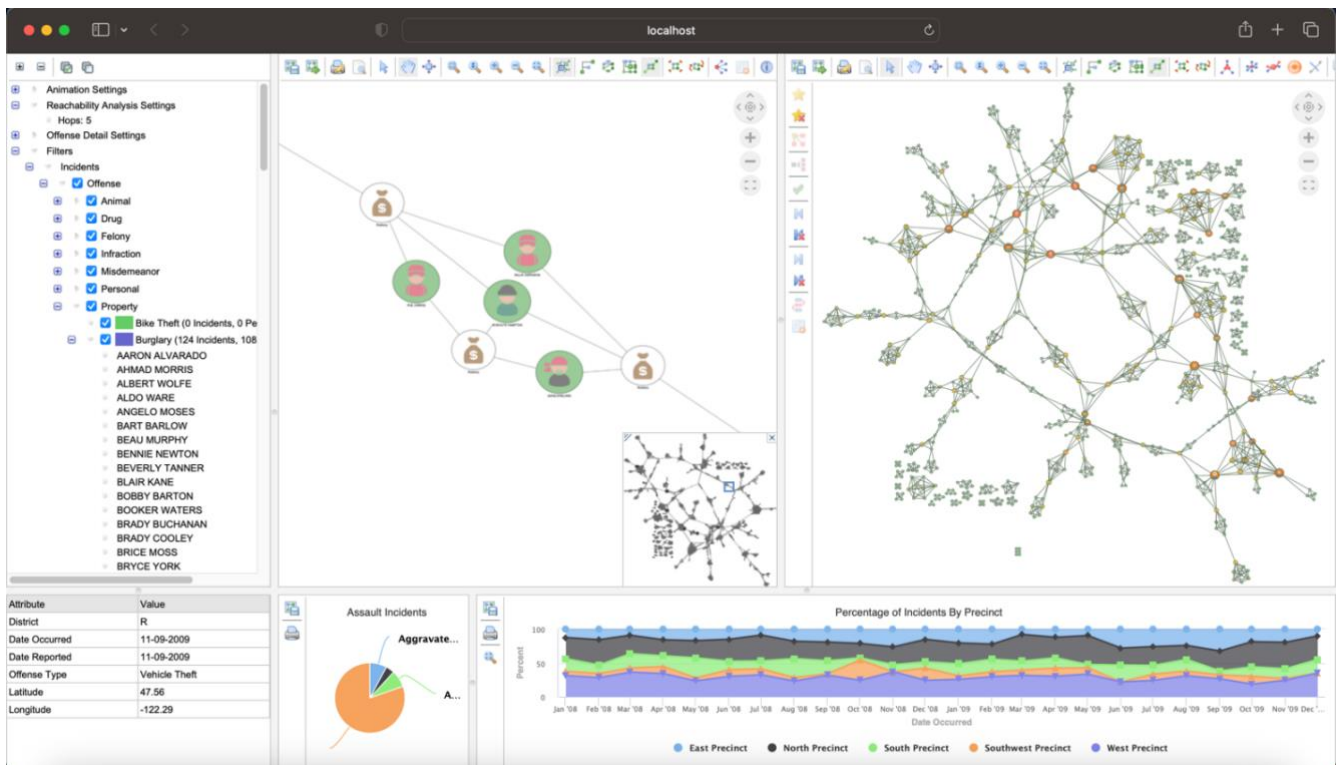 localhost
Animation Settings
Reachability Analysis Settings
Hops: 5
Offense Detail Settings
Filters
Incidents
Offense
Animal
Drug
Felony
Infraction
Misdemeanor
Personal
Property
Bike Theft (0 Incidents, 0 Pe
Burglary (124 Incidents, 108
AARON ALVARADO
AHMAD MORRIS
ALBERT WOLFE
ALDO WARE
ANGELO MOSES
BART BARLOW
BEAU MURPHY
BENNIE NEWTON
BEVERLY TANNER
BLAIR KANE
BOBBY BARTON
BOOKER WATERS
BRADY BUCHANAN
BRADY COOLEY
BRICE MOSS
BRYCE YORK
Attribute Value
District R
Date Occurred 11-09-2009
Date Reported 11-09-2009
Offense Type Vehicle Theft
Latitude 47.56
Longitude -122.29
Assault Incidents
Aggravate...
A...
Percentage of Incidents By Precinct
Percent
100
50
0
Jan '08 Feb '08 Mar '08 Apr '08 May '08 Jun '08 Jul '08 Aug '08 Sep '08 Oct '08 Nov '08 Dec '08 Jan '09 Feb '09 Mar '09 Apr '09 May '09 Jun '09 Jul '09 Aug '09 Sep '09 Oct '09 Nov '09 Dec '...
Date Occurred
East Precinct North Precinct South Precinct Southwest Precinct West Precinct